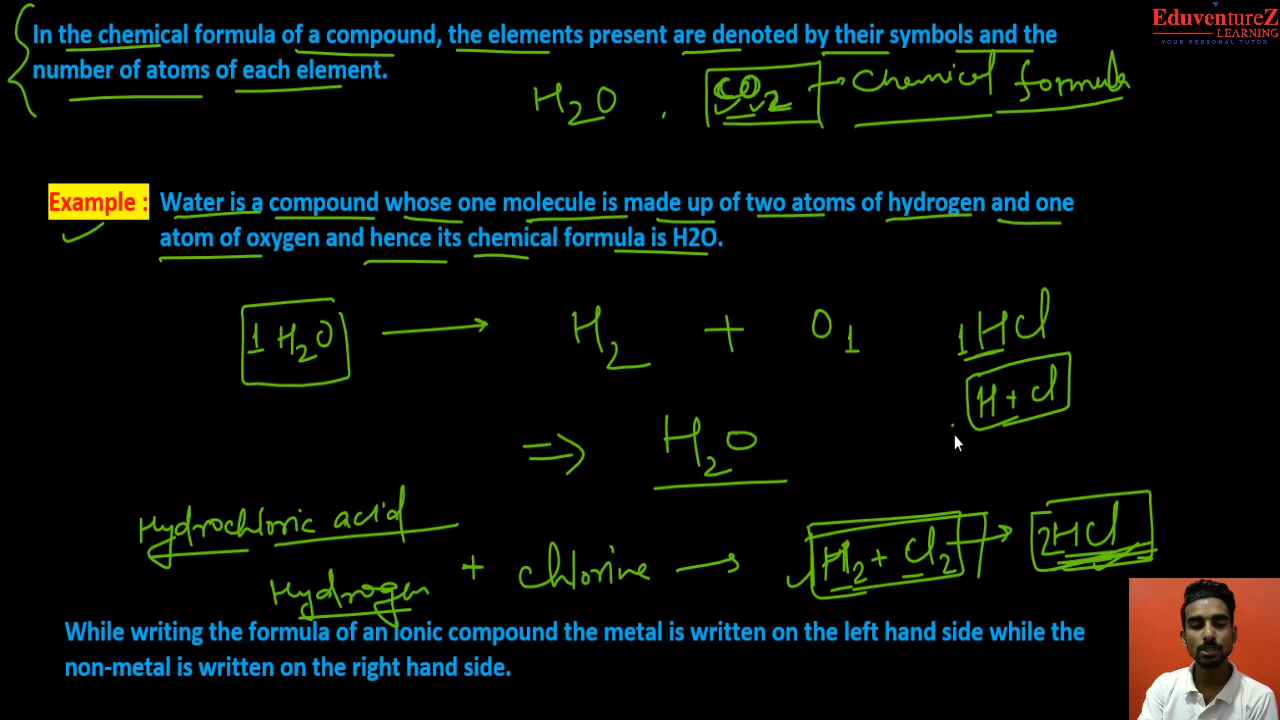 EduventureZ
LEARNING
YOUR PERSONAL TUTOR
In the chemical formula of a compound, the elements present are denoted by their symbols and the
number of atoms of each element.
H2O , CO2 → Chemical formula
Example : Water is a compound whose one molecule is made up of two atoms of hydrogen and one
atom of oxygen and hence its chemical formula is H2O.
1 H2O → H2 + O1 1HCl
H + Cl
⇒ H2O
Hydrochloric acid
Hydrogen + chlorine → H2 + Cl2 → 2HCl
While writing the formula of an ionic compound the metal is written on the left hand side while the
non-metal is written on the right hand side.